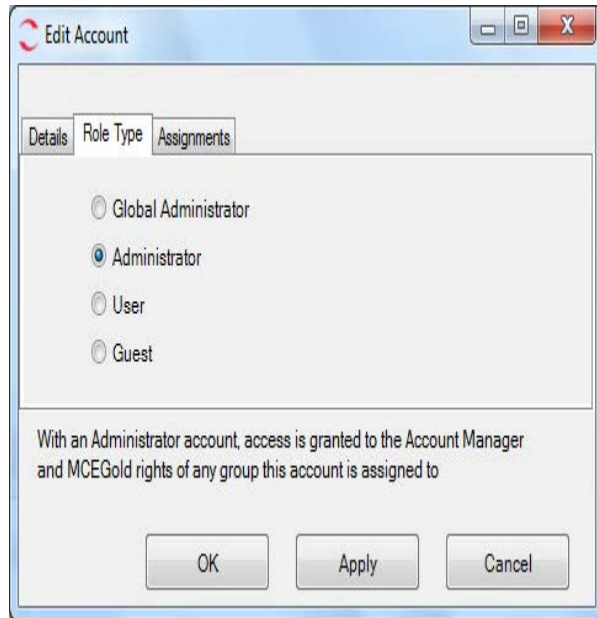 Edit Account
Details Role Type Assignments
Global Administrator
Administrator
User
Guest
With an Administrator account, access is granted to the Account Manager
and MCEGold rights of any group this account is assigned to
OK Apply Cancel